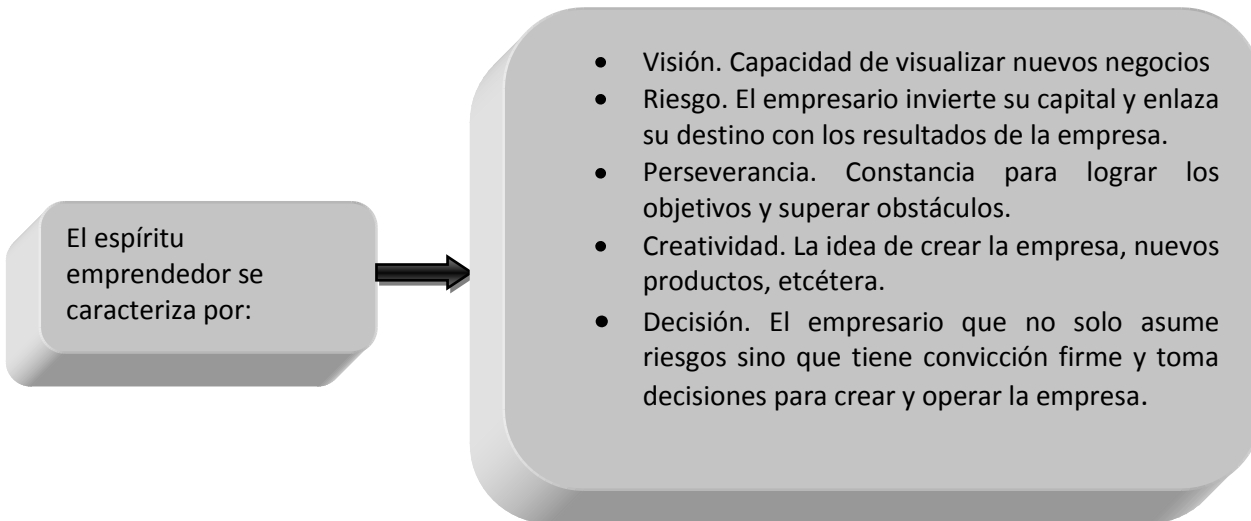 El espíritu
emprendedor se
caracteriza por:
• Visión. Capacidad de visualizar nuevos negocios
• Riesgo. El empresario invierte su capital y enlaza
su destino con los resultados de la empresa.
• Perseverancia. Constancia para lograr los
objetivos y superar obstáculos.
• Creatividad. La idea de crear la empresa, nuevos
productos, etcétera.
• Decisión. El empresario que no solo asume
riesgos sino que tiene convicción firme y toma
decisiones para crear y operar la empresa.